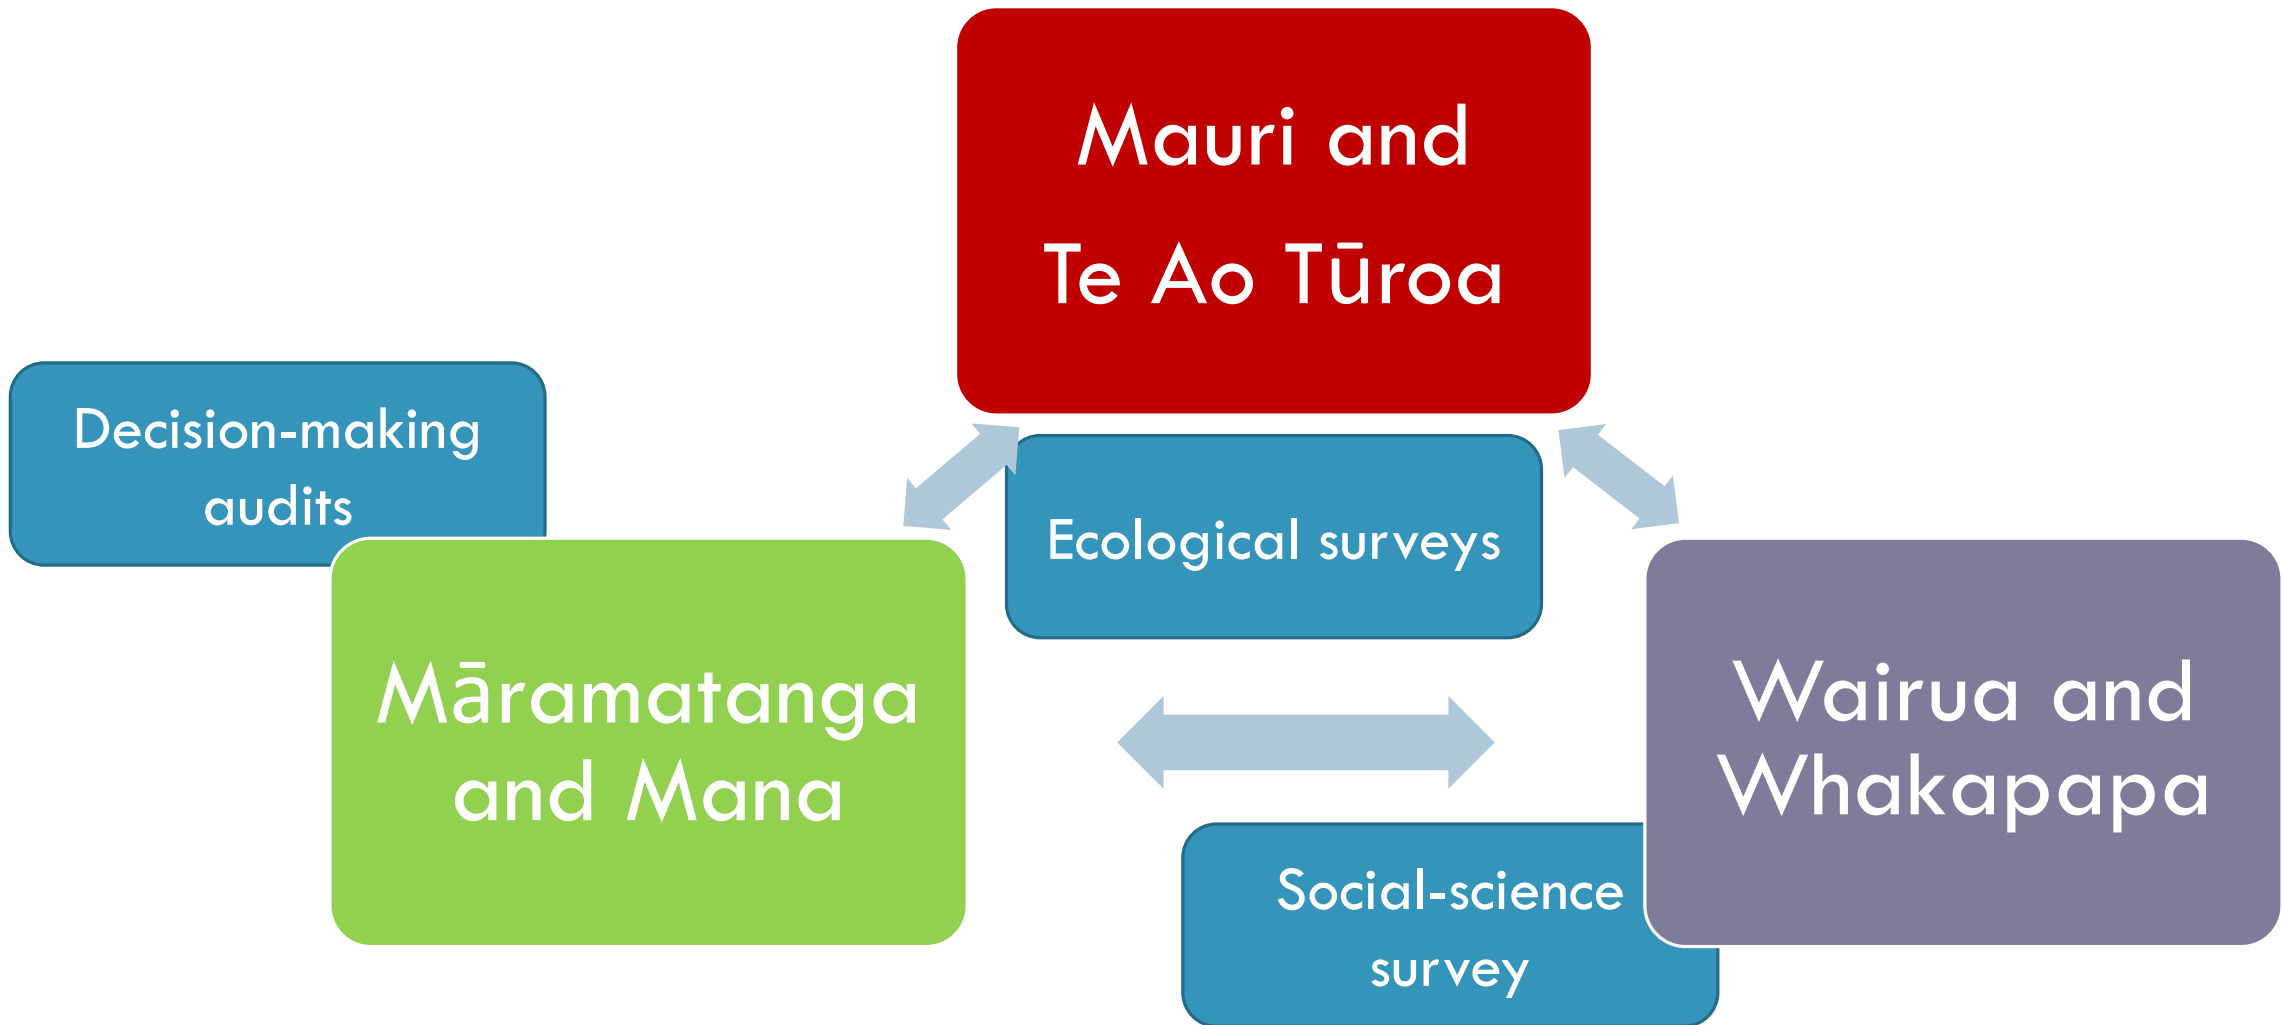 Mauri and
Te Ao Tūroa
Decision-making
audits
Ecological surveys
Māramatanga
and Mana
Wairua and
Whakapapa
Social-science
survey